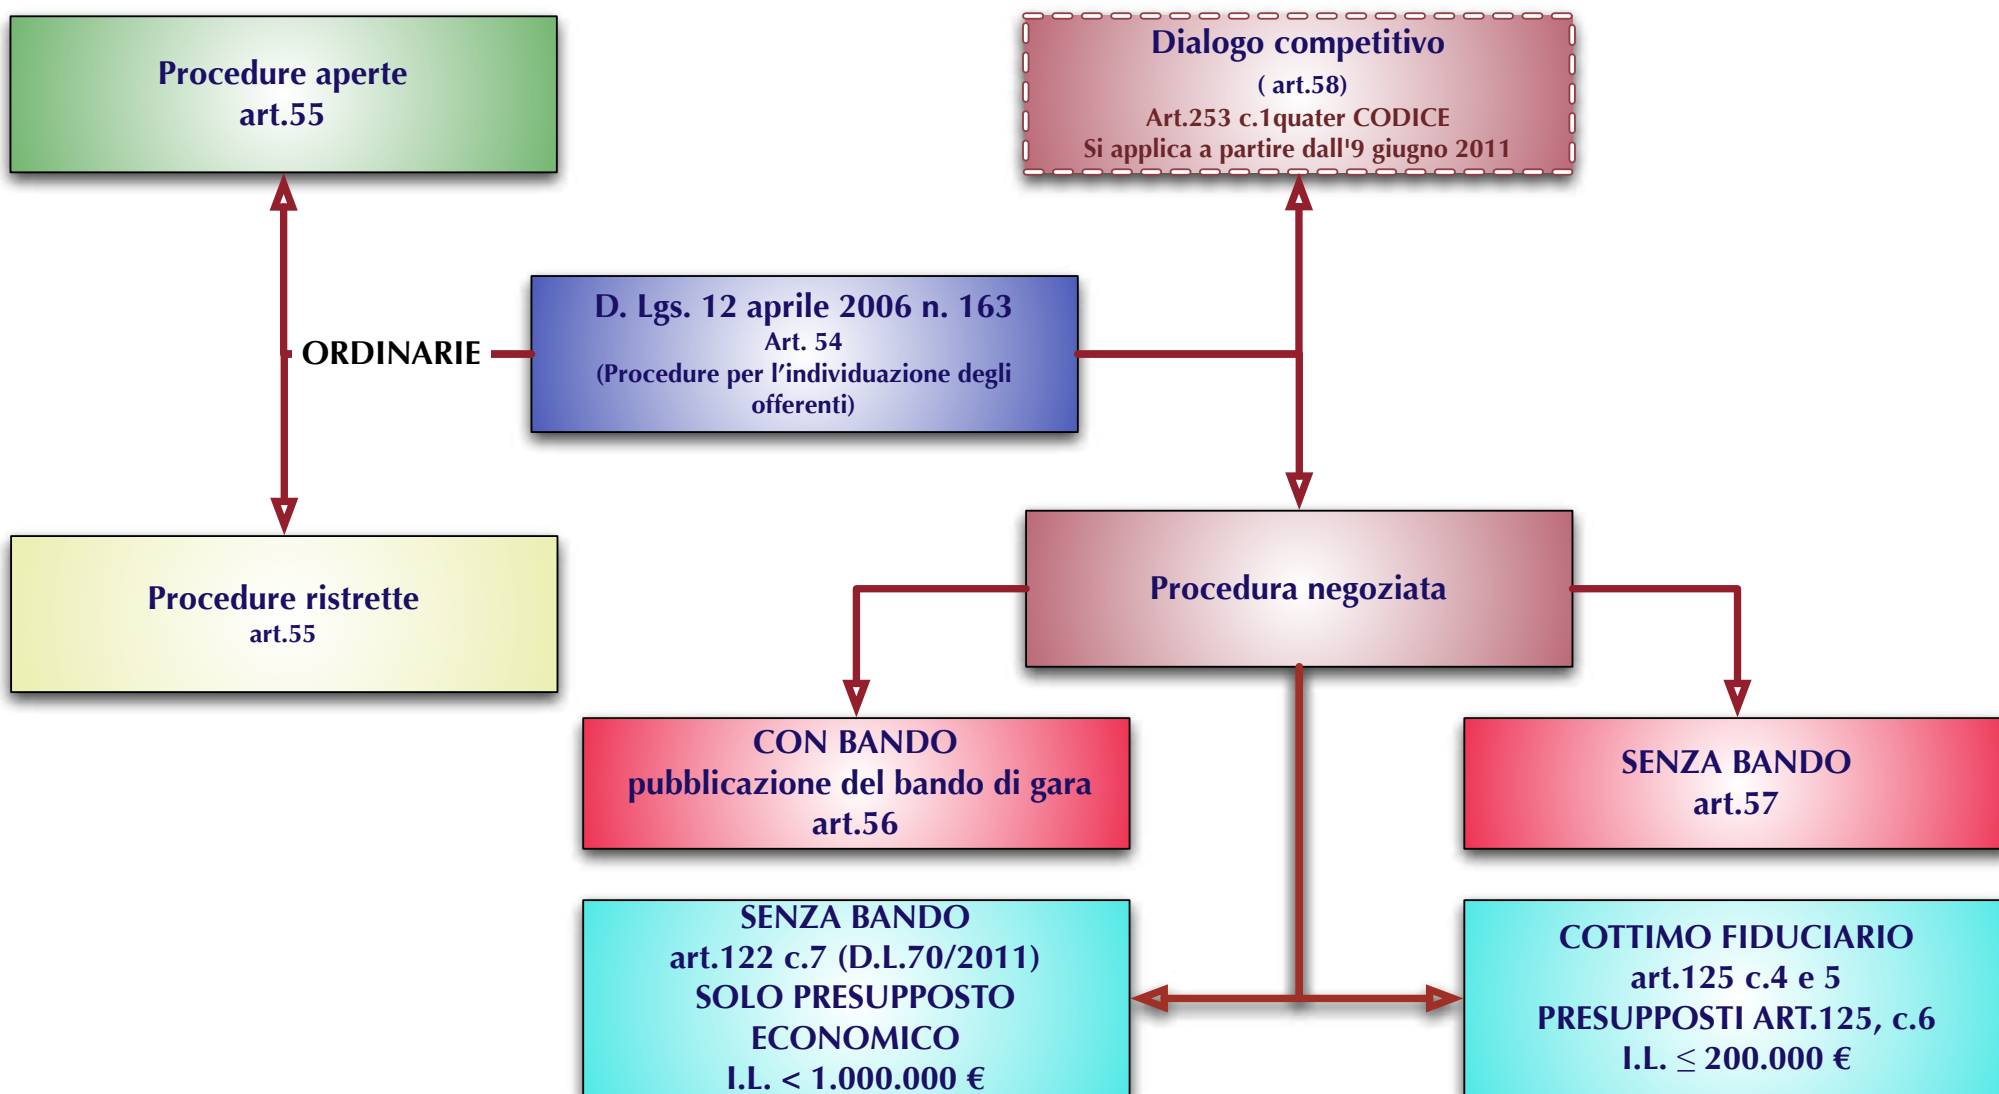 Procedure aperte
art.55
Dialogo competitivo
( art.58)
Art.253 c.1quater CODICE
Si applica a partire dall'9 giugno 2011
ORDINARIE
D. Lgs. 12 aprile 2006 n. 163
Art. 54
(Procedure per l’individuazione degli
offerenti)
Procedure ristrette
art.55
Procedura negoziata
CON BANDO
pubblicazione del bando di gara
art.56
SENZA BANDO
art.57
SENZA BANDO
art.122 c.7 (D.L.70/2011)
SOLO PRESUPPOSTO
ECONOMICO
I.L. < 1.000.000 €
COTTIMO FIDUCIARIO
art.125 c.4 e 5
PRESUPPOSTI ART.125, c.6
I.L. ≤ 200.000 €